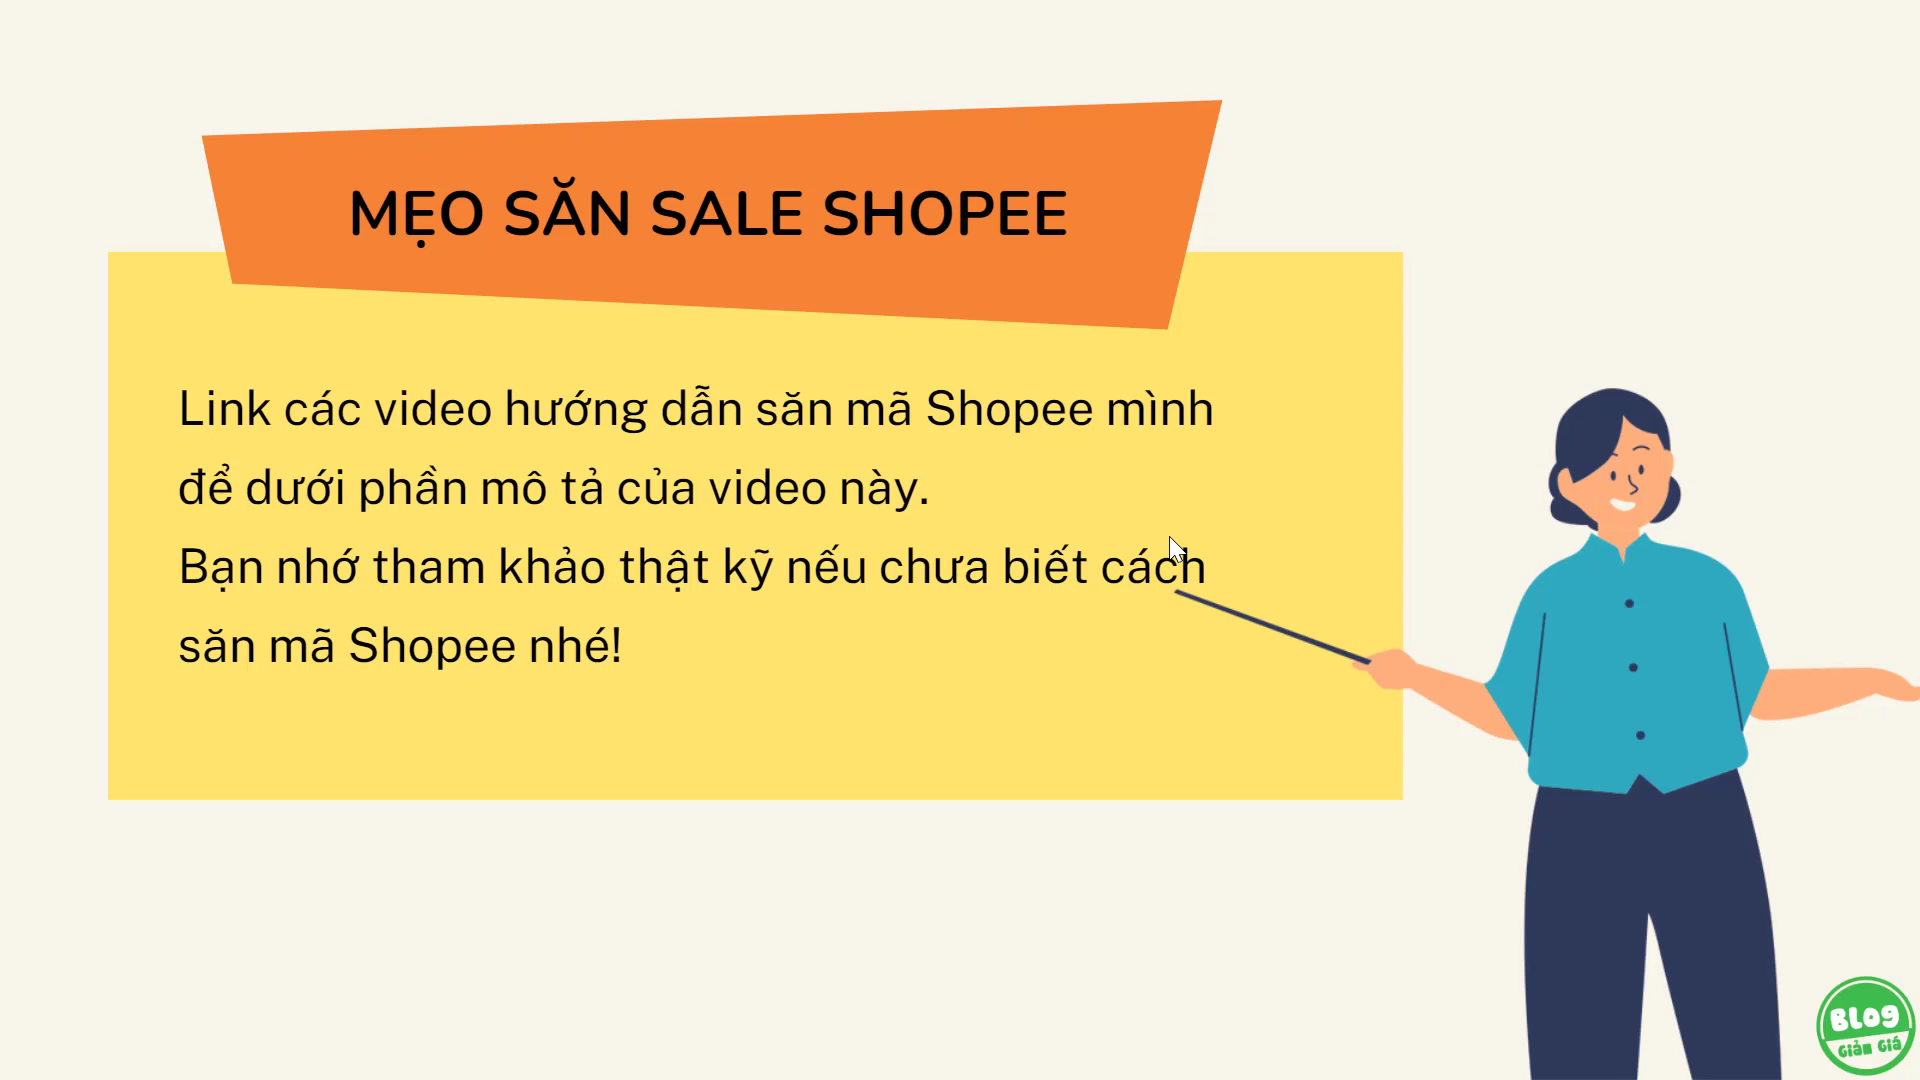 MẸO SĂN SALE SHOPEE
Link các video hướng dẫn săn mã Shopee mình
để dưới phần mô tả của video này.
Bạn nhớ tham khảo thật kỹ nếu chưa biết cách
săn mã Shopee nhé!
BLOg
Giảm Giá